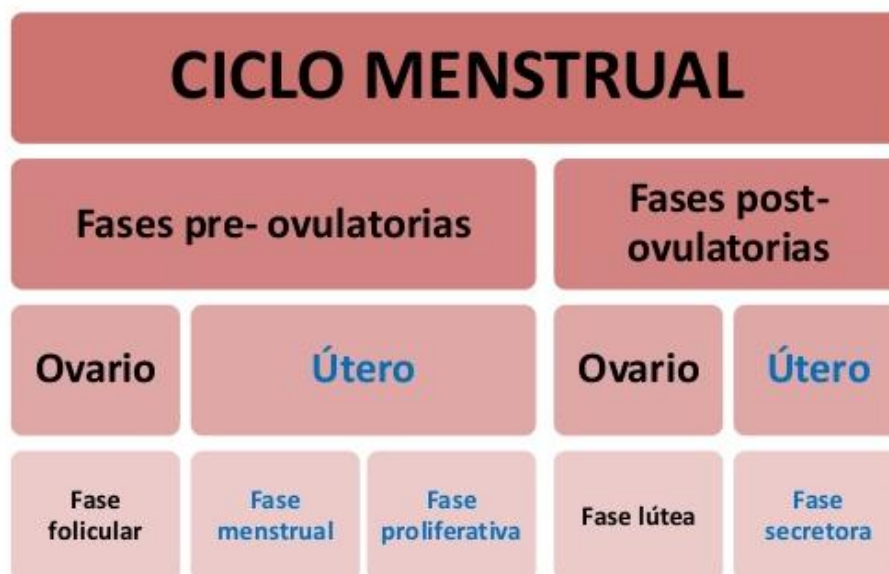 CICLO MENSTRUAL
Fases pre- ovulatorias
Fases post-
ovulatorias
Ovario
Útero
Ovario
Útero
Fase
folicular
Fase
menstrual
Fase
proliferativa
Fase lútea
Fase
secretora